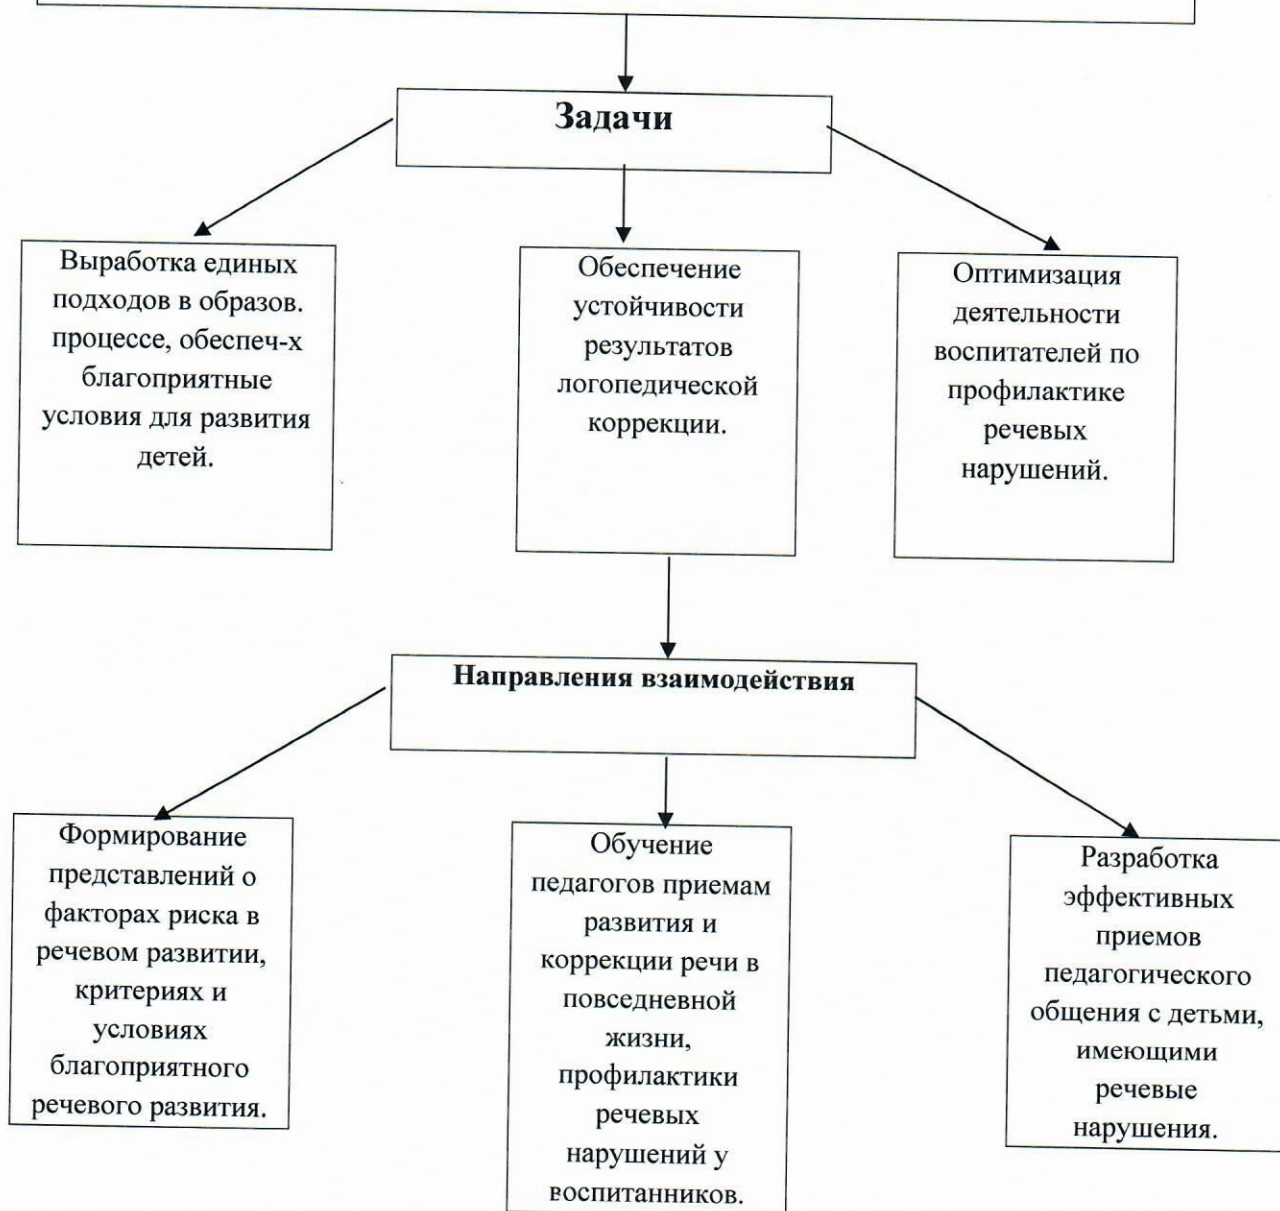 Задачи
Выработка единых
подходов в образов.
процессе, обеспеч-х
благоприятные
условия для развития
детей.
Обеспечение
устойчивости
результатов
логопедической
коррекции.
Оптимизация
деятельности
воспитателей по
профилактике
речевых
нарушений.
Направления взаимодействия
Формирование
представлений о
факторах риска в
речевом развитии,
критериях и
условиях
благоприятного
речевого развития.
Обучение
педагогов приемам
развития и
коррекции речи в
повседневной
жизни,
профилактики
речевых
нарушений у
воспитанников.
Разработка
эффективных
приемов
педагогического
общения с детьми,
имеющими
речевые
нарушения.